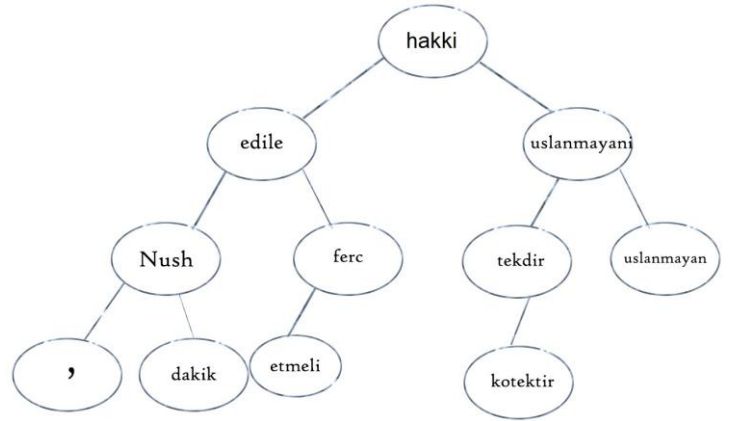 hakki
edile
uslanmayani
Nush
ferc
tekdir
uslanmayan
,
dakik
etmeli
kotektir